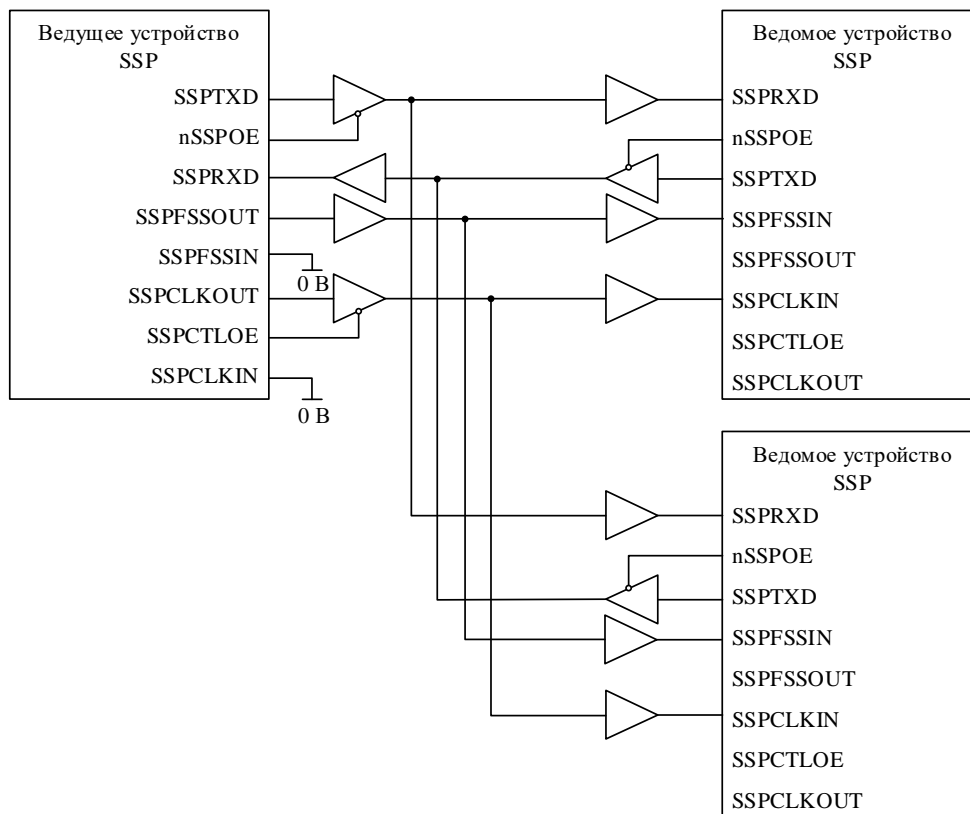 Ведущее устройство
SSP
SSPTXD
nSSPOE
SSPRXD
SSPFSSOUT
SSPFSSIN
0 В
SSPCLKOUT
SSPCTLOE
SSPCLKIN
0 В
Ведомое устройство
SSP
SSPRXD
nSSPOE
SSPTXD
SSPFSSIN
SSPFSSOUT
SSPCLKIN
SSPCTLOE
SSPCLKOUT
Ведомое устройство
SSP
SSPRXD
nSSPOE
SSPTXD
SSPFSSIN
SSPFSSOUT
SSPCLKIN
SSPCTLOE
SSPCLKOUT